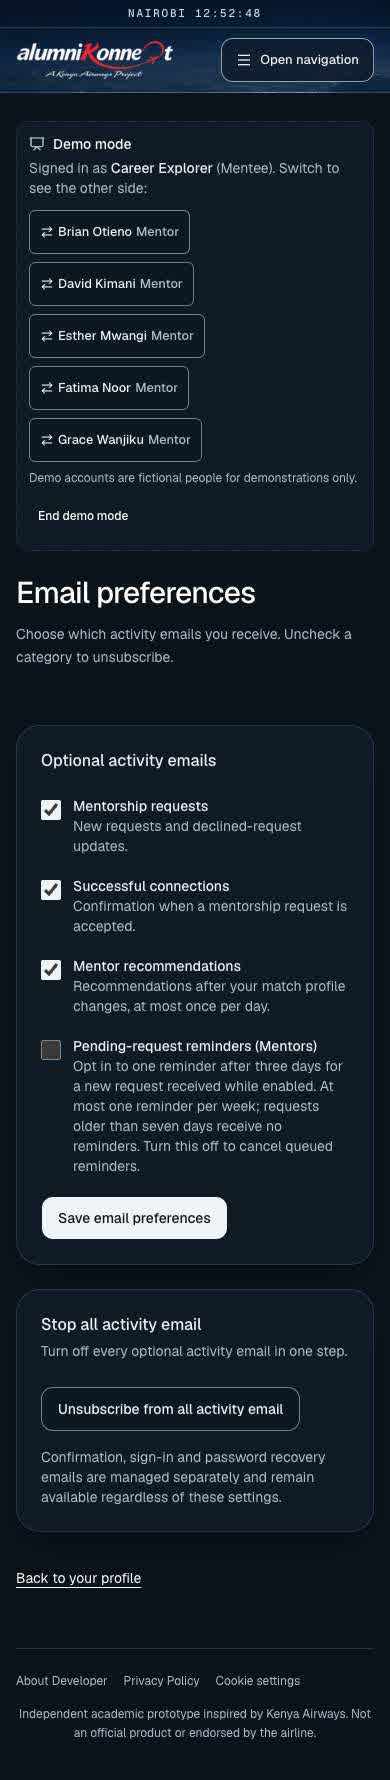 NAIROBI 12:52:48
alumniKonnect
A Kenya Airways Project
Open navigation
Demo mode
Signed in as Career Explorer (Mentee). Switch to
see the other side:
Brian Otieno Mentor
David Kimani Mentor
Esther Mwangi Mentor
Fatima Noor Mentor
Grace Wanjiku Mentor
Demo accounts are fictional people for demonstrations only.
End demo mode
Email preferences
Choose which activity emails you receive. Uncheck a
category to unsubscribe.
Optional activity emails
Mentorship requests
New requests and declined-request
updates.
Successful connections
Confirmation when a mentorship request is
accepted.
Mentor recommendations
Recommendations after your match profile
changes, at most once per day.
Pending-request reminders (Mentors)
Opt in to one reminder after three days for
a new request received while enabled. At
most one reminder per week; requests
older than seven days receive no
reminders. Turn this off to cancel queued
reminders.
Save email preferences
Stop all activity email
Turn off every optional activity email in one step.
Unsubscribe from all activity email
Confirmation, sign-in and password recovery
emails are managed separately and remain
available regardless of these settings.
Back to your profile
About Developer Privacy Policy Cookie settings
Independent academic prototype inspired by Kenya Airways. Not
an official product or endorsed by the airline.